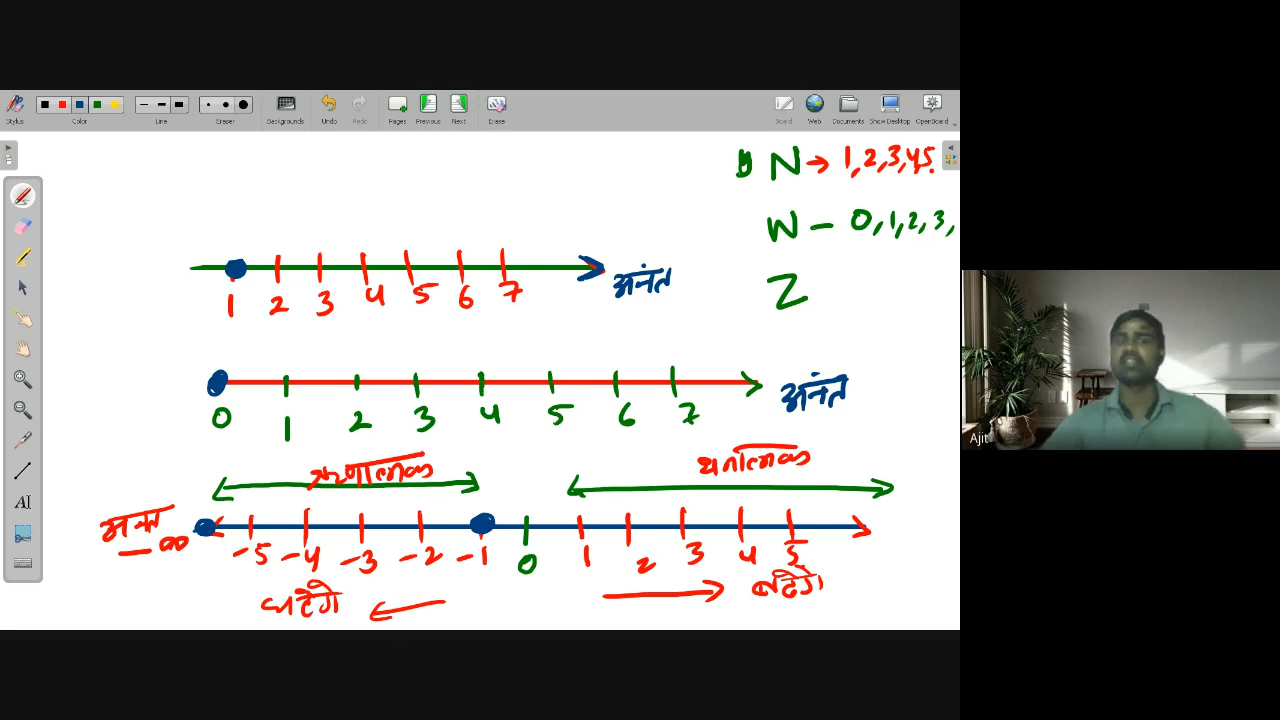 Stylus Color Line Eraser Backgrounds Undo Redo Pages Previous Next Erase Board Web Documents Show Desktop OpenBoard
N → 1,2,3,4,5.
W – 0,1,2,3,
Z
1 2 3 4 5 6 7 अनंत
0 1 2 3 4 5 6 7 अनंत
ऋणात्मक धनात्मक
अनंत ∞
-5 -4 -3 -2 -1 0 1 2 3 4 5
घटेंगे ← → बढेंगे
Ajit